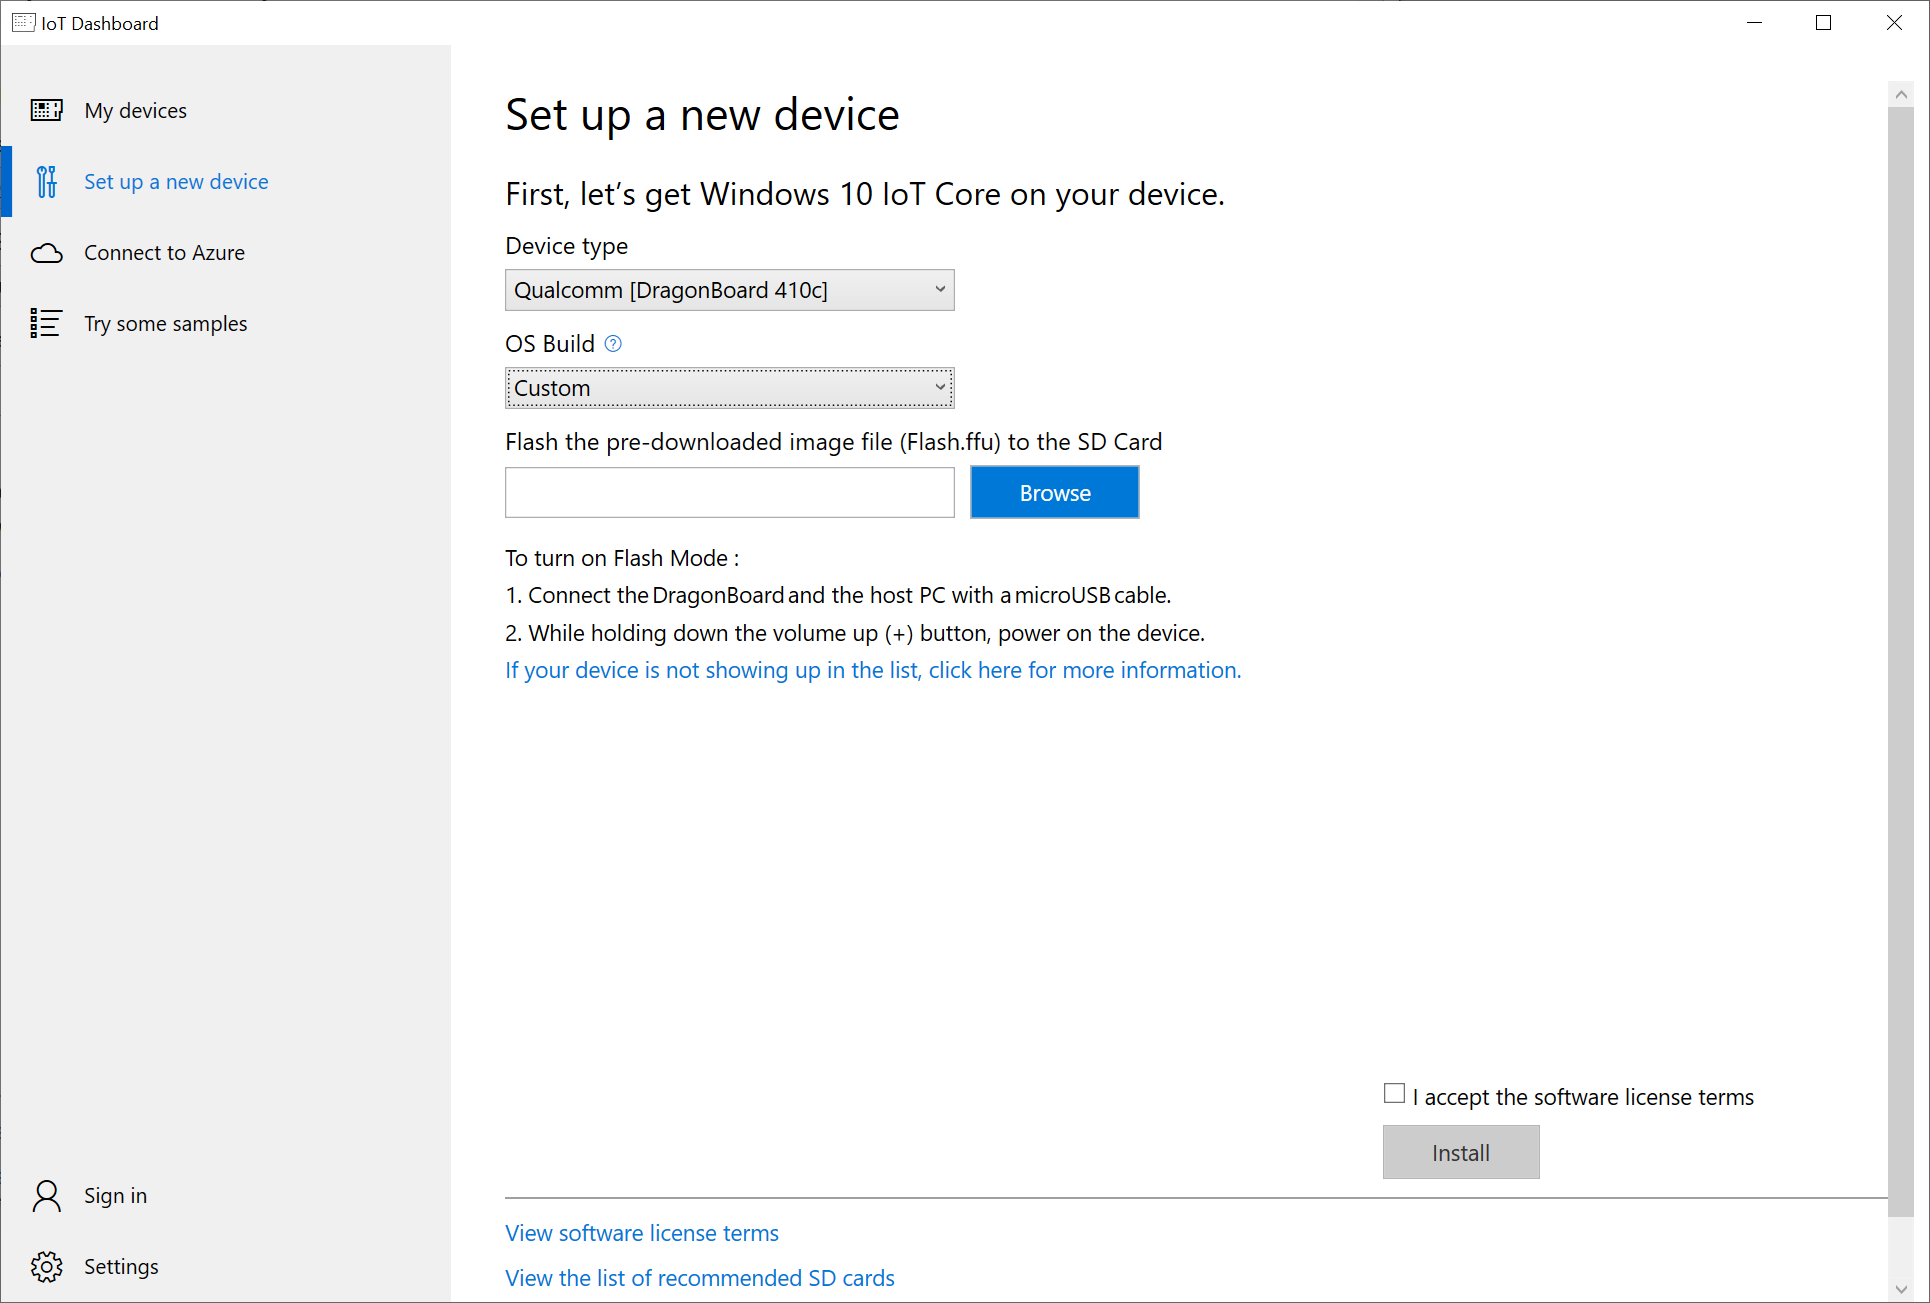 IoT Dashboard
My devices
Set up a new device
Connect to Azure
Try some samples
Sign in
Settings
Set up a new device
First, let’s get Windows 10 IoT Core on your device.
Device type
Qualcomm [DragonBoard 410c]
OS Build ?
Custom
Flash the pre-downloaded image file (Flash.ffu) to the SD Card
Browse
To turn on Flash Mode :
1. Connect the DragonBoard and the host PC with a microUSB cable.
2. While holding down the volume up (+) button, power on the device.
If your device is not showing up in the list, click here for more information.
I accept the software license terms
Install
View software license terms
View the list of recommended SD cards